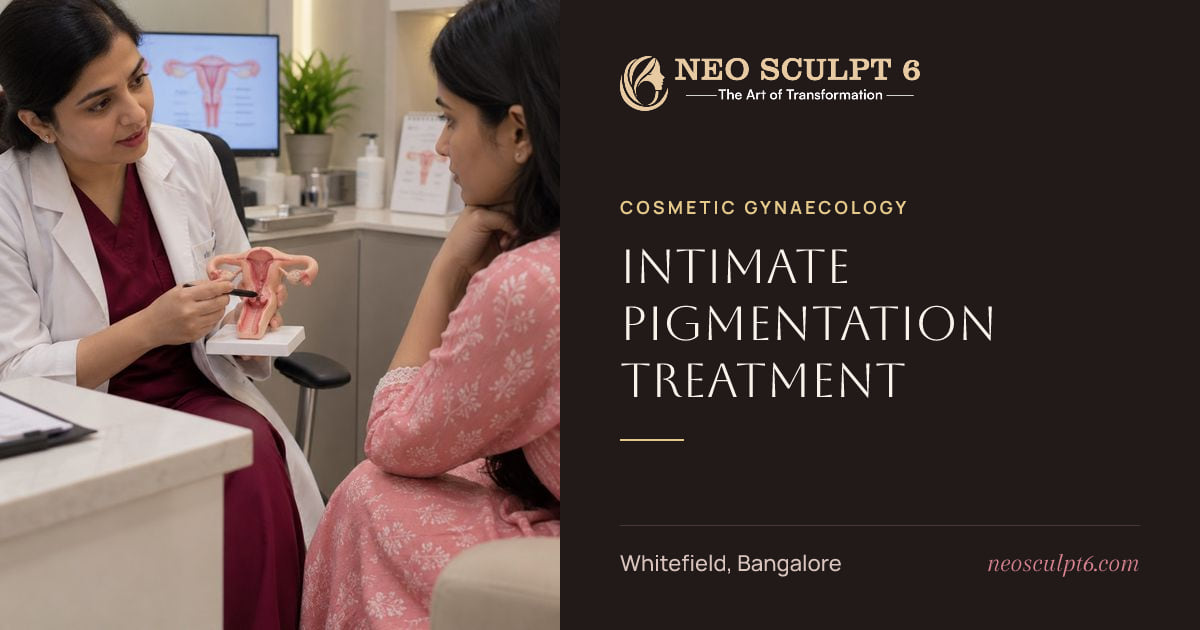 NEO SCULPT 6
The Art of Transformation
COSMETIC GYNAECOLOGY
INTIMATE
PIGMENTATION
TREATMENT
Whitefield, Bangalore
neosculpt6.com